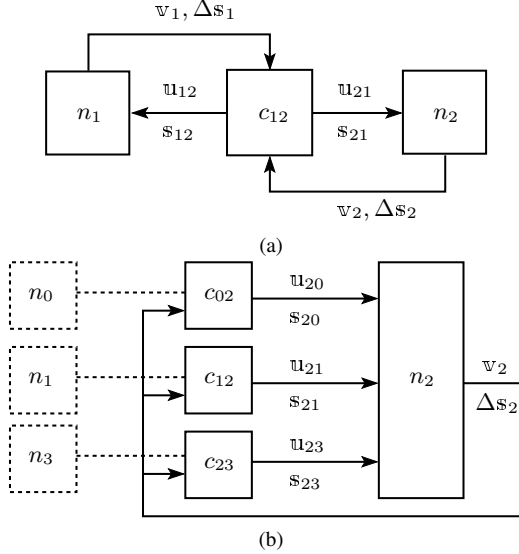 𝕧₁, Δ𝕤₁
n₁
𝕦₁₂
𝕤₁₂
c₁₂
𝕦₂₁
𝕤₂₁
n₂
𝕧₂, Δ𝕤₂
(a)
n₀
c₀₂
𝕦₂₀
𝕤₂₀
n₁
c₁₂
𝕦₂₁
𝕤₂₁
n₂
𝕧₂
Δ𝕤₂
n₃
c₂₃
𝕦₂₃
𝕤₂₃
(b)